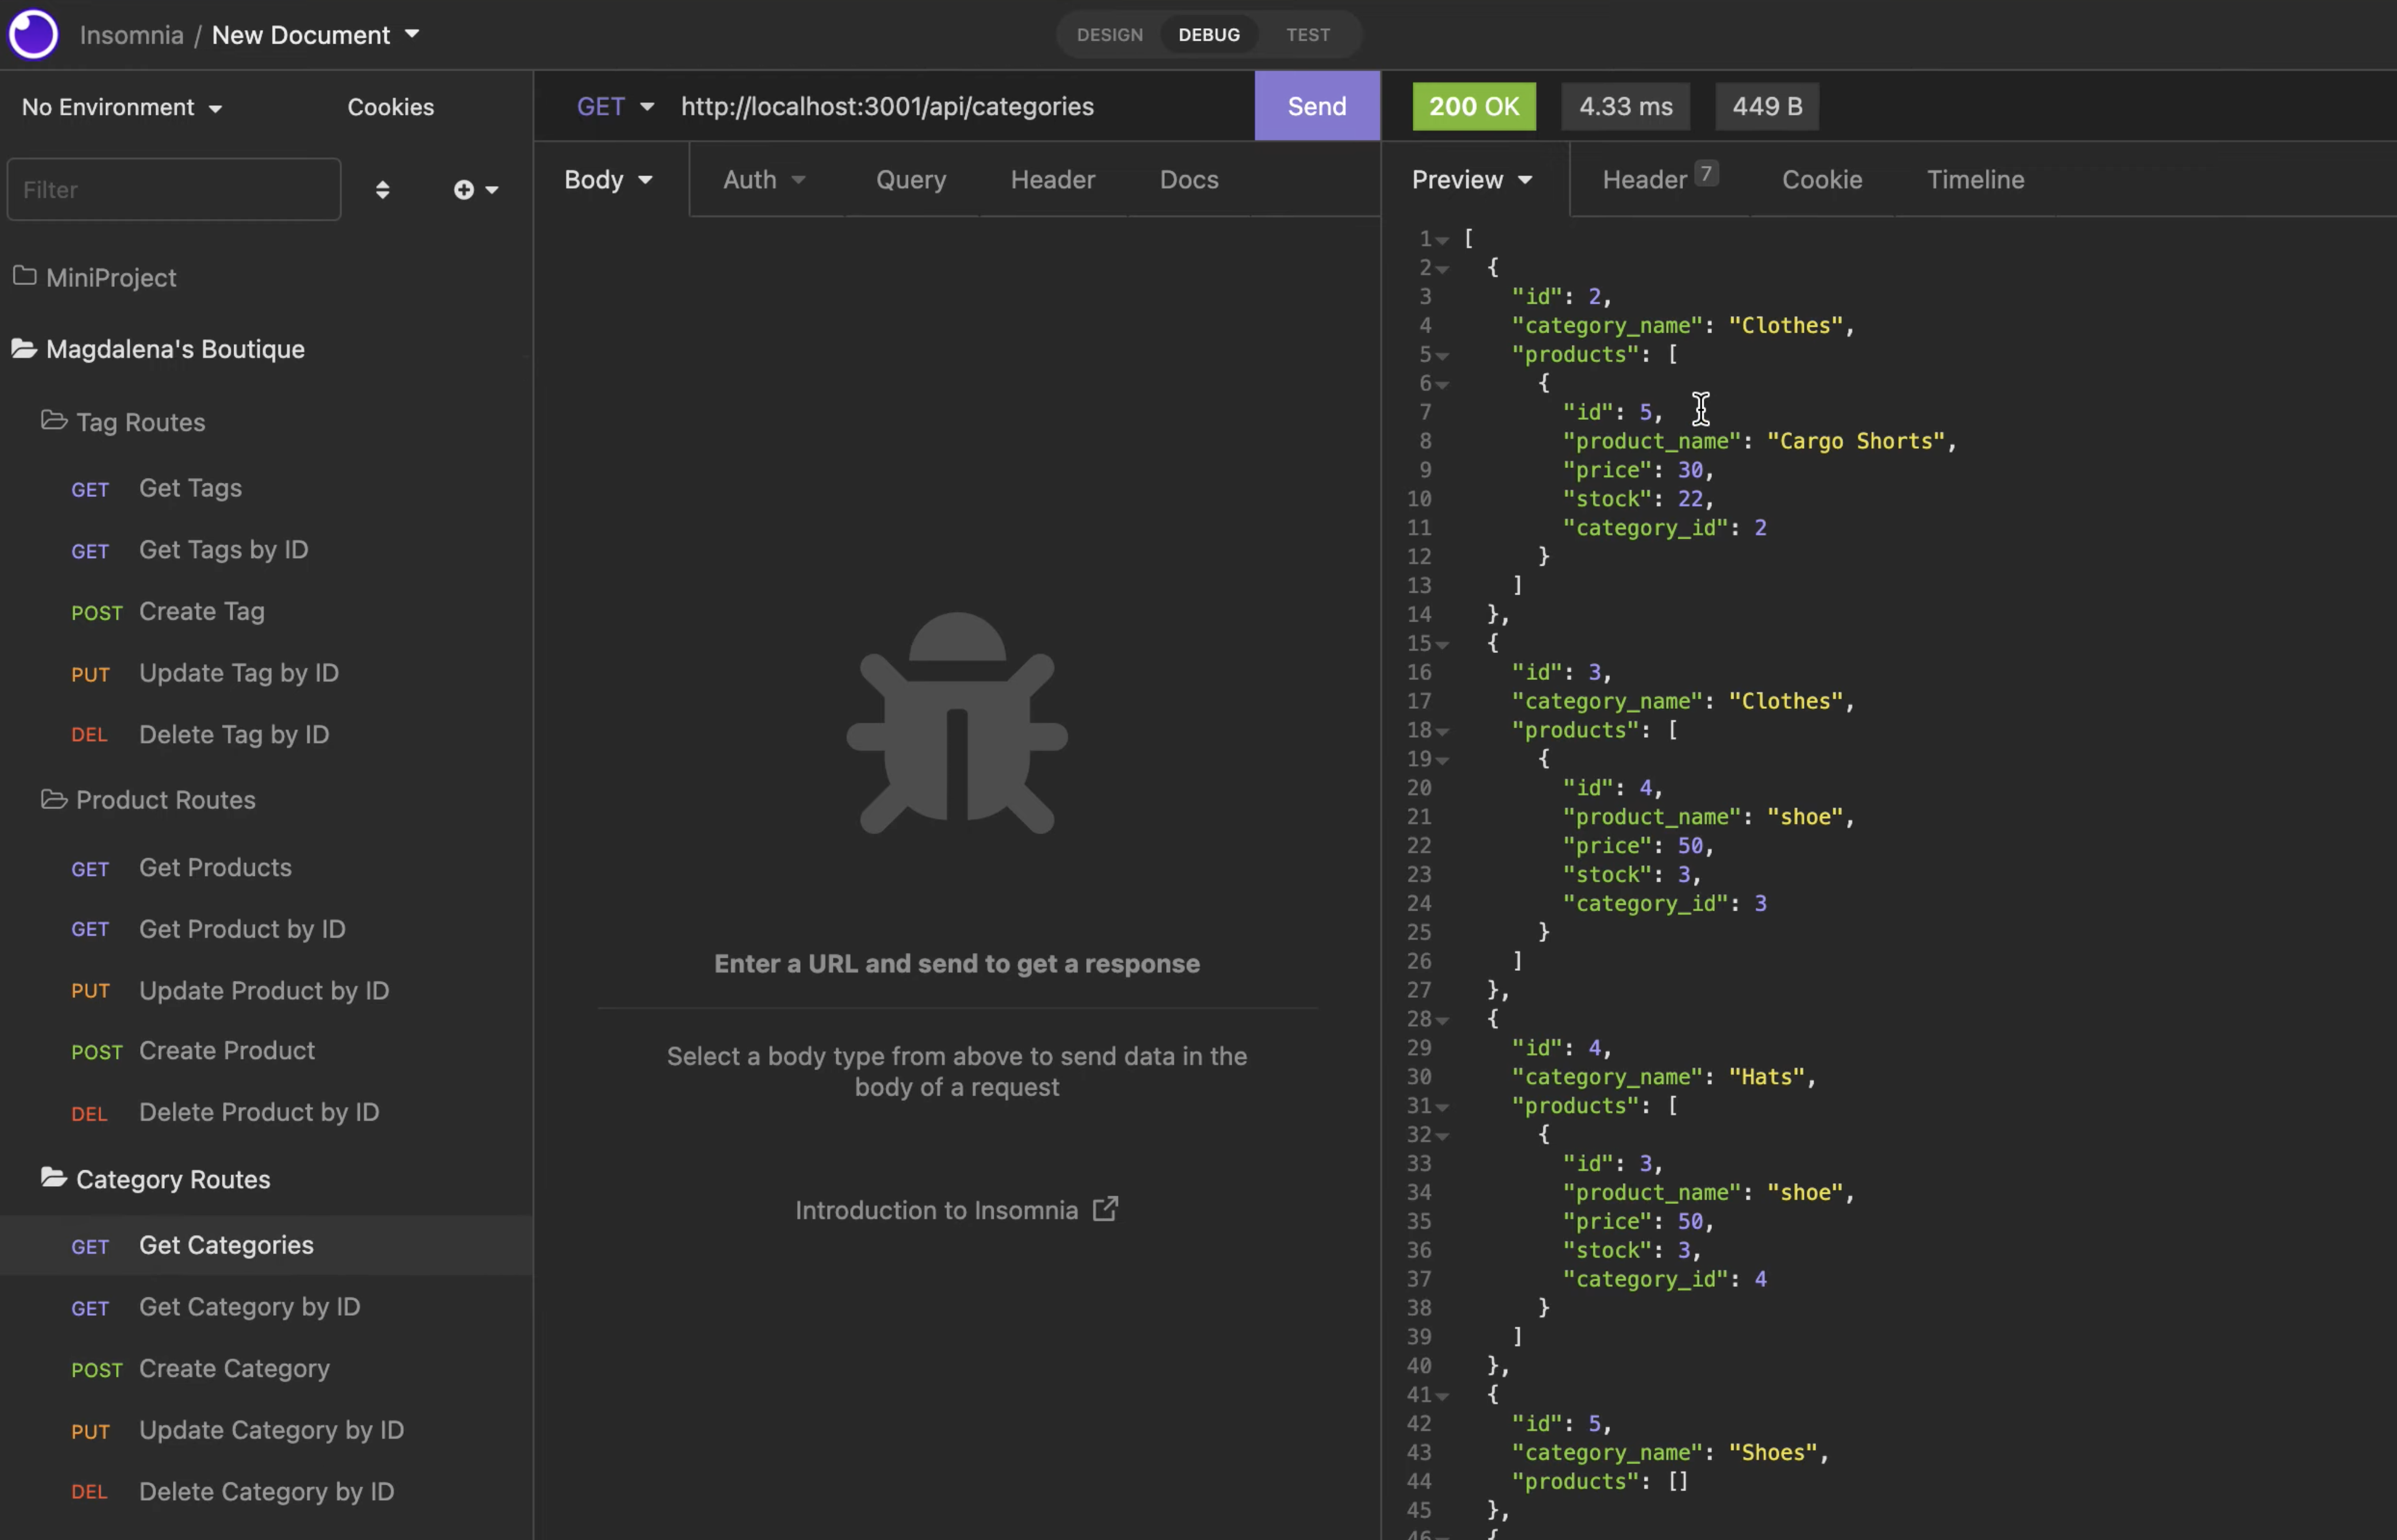 Insomnia / New Document
DESIGN DEBUG TEST
No Environment
Cookies
Filter
MiniProject
Magdalena's Boutique
Tag Routes
GET Get Tags
GET Get Tags by ID
POST Create Tag
PUT Update Tag by ID
DEL Delete Tag by ID
Product Routes
GET Get Products
GET Get Product by ID
PUT Update Product by ID
POST Create Product
DEL Delete Product by ID
Category Routes
GET Get Categories
GET Get Category by ID
POST Create Category
PUT Update Category by ID
DEL Delete Category by ID
GET http://localhost:3001/api/categories Send
Body Auth Query Header Docs
Enter a URL and send to get a response
Select a body type from above to send data in the
body of a request
Introduction to Insomnia
200 OK 4.33 ms 449 B
Preview Header 7 Cookie Timeline
1 [
2 {
3 "id": 2,
4 "category_name": "Clothes",
5 "products": [
6 {
7 "id": 5,
8 "product_name": "Cargo Shorts",
9 "price": 30,
10 "stock": 22,
11 "category_id": 2
12 }
13 ]
14 },
15 {
16 "id": 3,
17 "category_name": "Clothes",
18 "products": [
19 {
20 "id": 4,
21 "product_name": "shoe",
22 "price": 50,
23 "stock": 3,
24 "category_id": 3
25 }
26 ]
27 },
28 {
29 "id": 4,
30 "category_name": "Hats",
31 "products": [
32 {
33 "id": 3,
34 "product_name": "shoe",
35 "price": 50,
36 "stock": 3,
37 "category_id": 4
38 }
39 ]
40 },
41 {
42 "id": 5,
43 "category_name": "Shoes",
44 "products": []
45 },
46 {